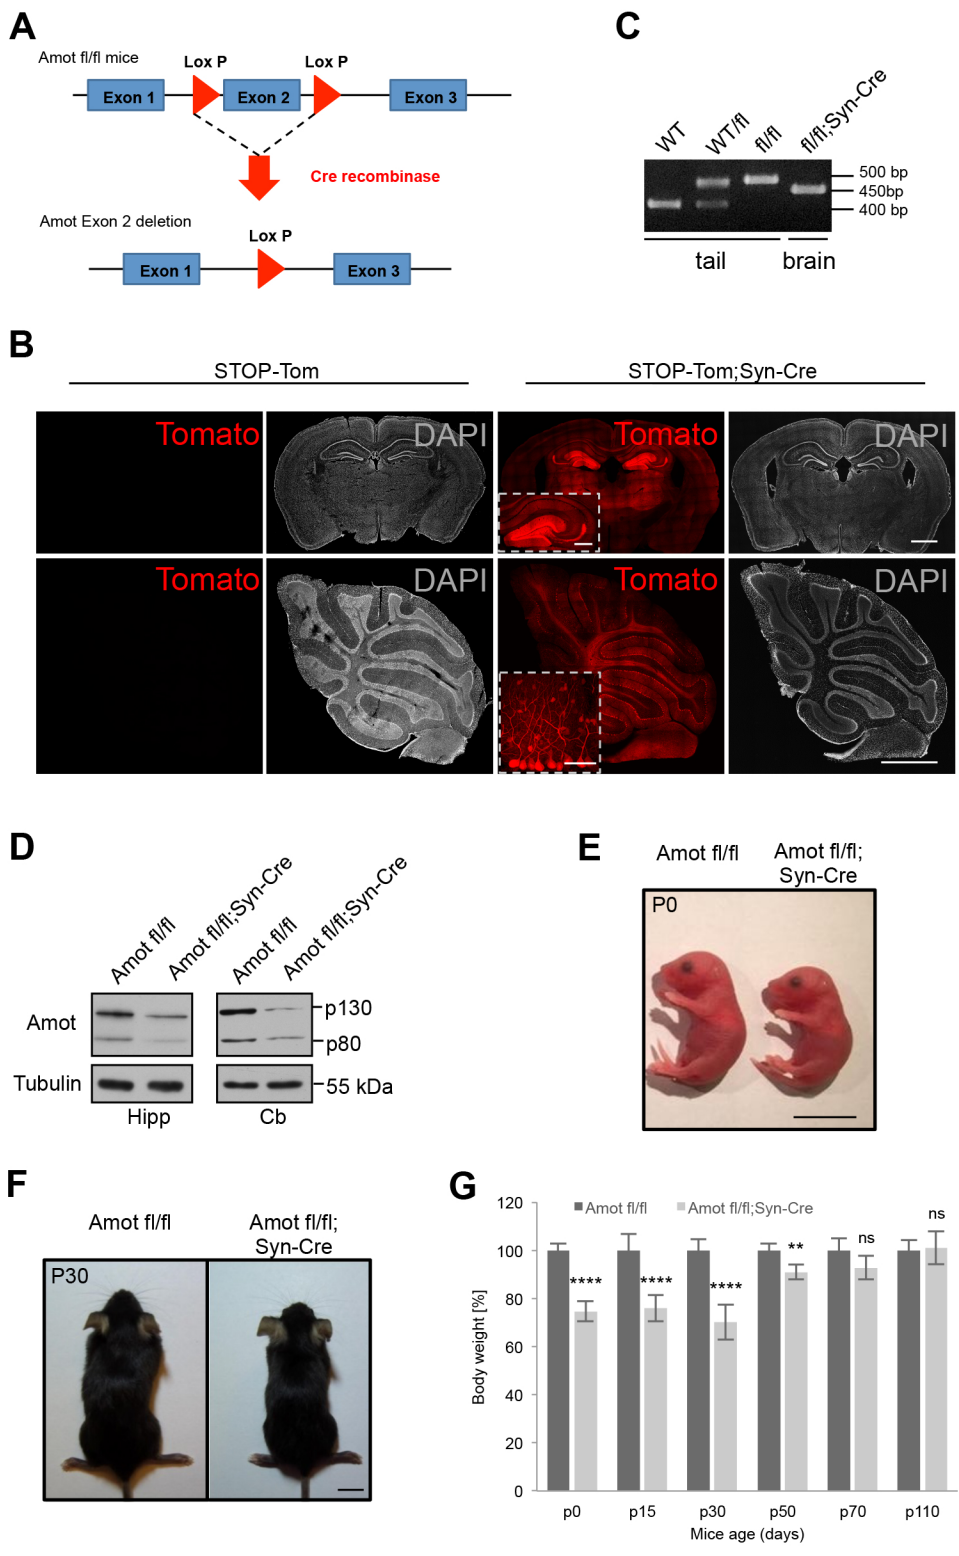 A
Amot fl/fl mice
Lox P
Lox P
Exon 1
Exon 2
Exon 3
Cre recombinase
Amot Exon 2 deletion
Lox P
Exon 1
Exon 3
C
WT
WT/fl
fl/fl
fl/fl;Syn-Cre
500 bp
450bp
400 bp
tail
brain
B
STOP-Tom
STOP-Tom;Syn-Cre
Tomato
DAPI
Tomato
DAPI
Tomato
DAPI
Tomato
DAPI
D
Amot fl/fl
Amot fl/fl;Syn-Cre
Amot fl/fl
Amot fl/fl;Syn-Cre
Amot
p130
p80
Tubulin
55 kDa
Hipp
Cb
E
Amot fl/fl
Amot fl/fl;
Syn-Cre
P0
F
Amot fl/fl
Amot fl/fl;
Syn-Cre
P30
G
Amot fl/fl
Amot fl/fl;Syn-Cre
120
100
80
60
40
20
0
Body weight [%]
****
****
****
**
ns
ns
p0
p15
p30
p50
p70
p110
Mice age (days)